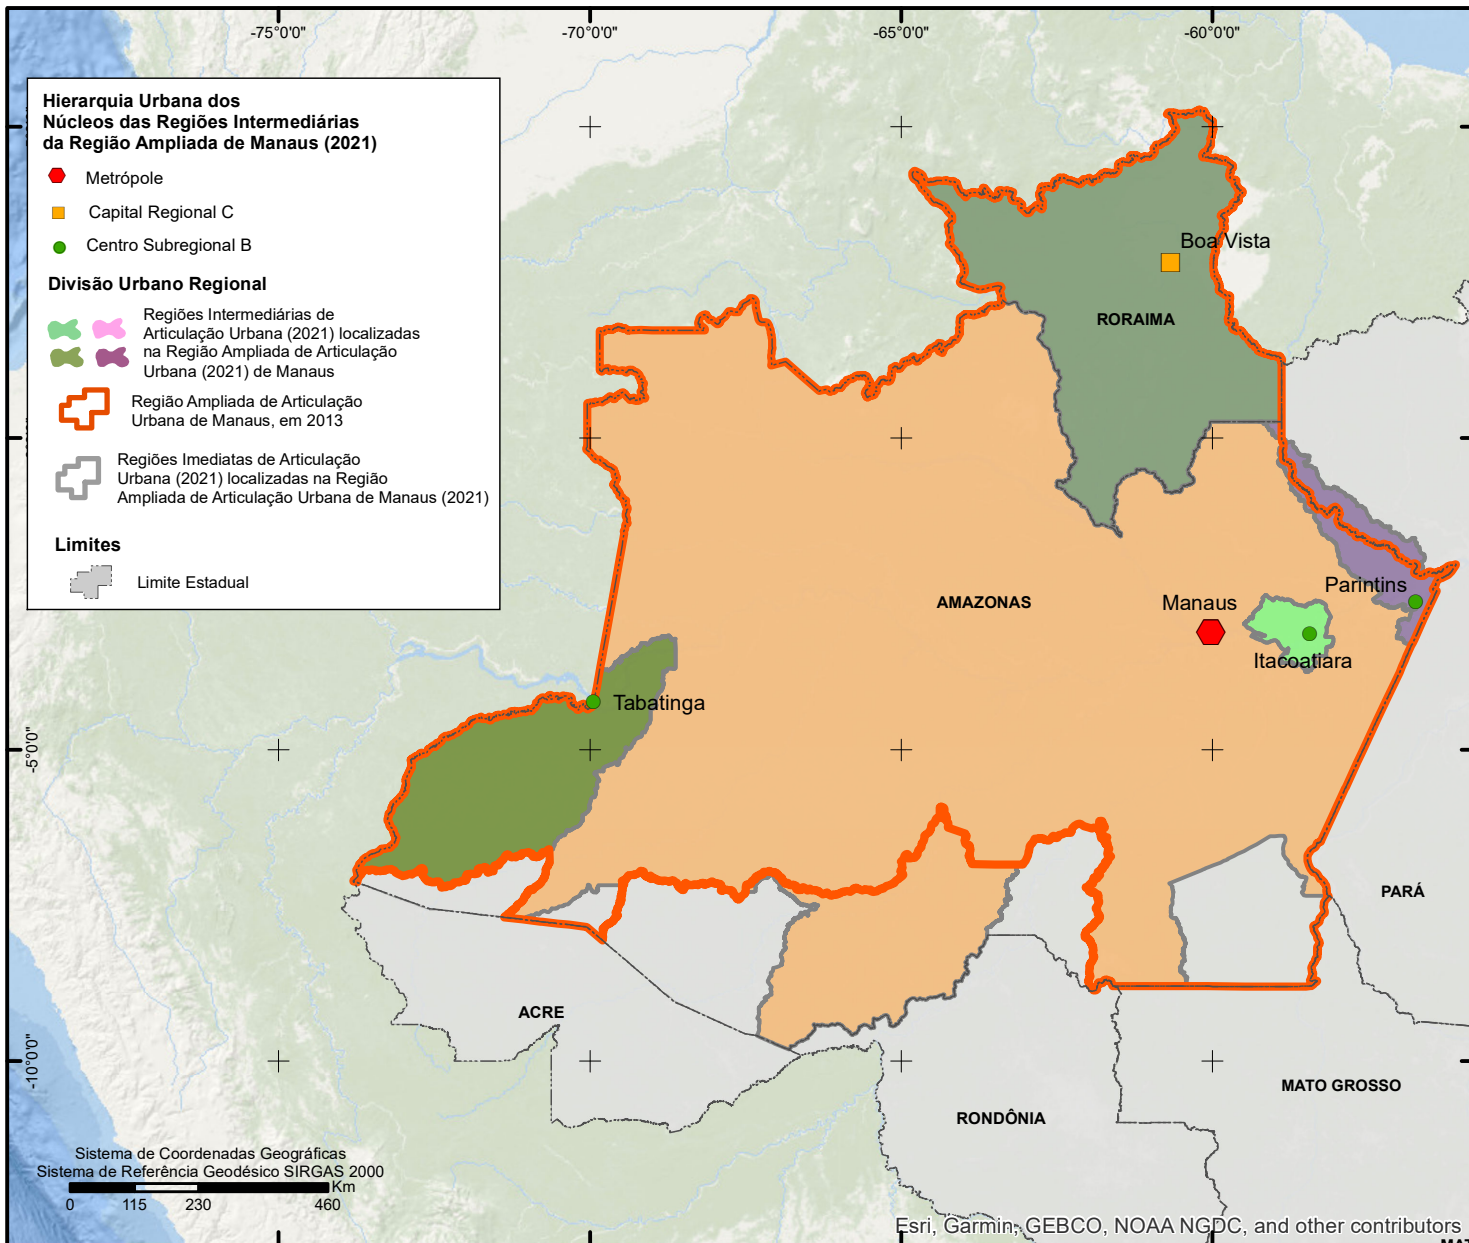 -75°0'0"
-70°0'0"
-65°0'0"
-60°0'0"
Hierarquia Urbana dos
Núcleos das Regiões Intermediárias
da Região Ampliada de Manaus (2021)
Metrópole
Capital Regional C
Centro Subregional B
Divisão Urbano Regional
Regiões Intermediárias de
Articulação Urbana (2021) localizadas
na Região Ampliada de Articulação
Urbana (2021) de Manaus
Região Ampliada de Articulação
Urbana de Manaus, em 2013
Regiões Imediatas de Articulação
Urbana (2021) localizadas na Região
Ampliada de Articulação Urbana de Manaus (2021)
Limites
Limite Estadual
Boa Vista
RORAIMA
AMAZONAS
Manaus
Parintins
Itacoatiara
Tabatinga
-5°0'0"
PARÁ
ACRE
-10°0'0"
MATO GROSSO
RONDÔNIA
Sistema de Coordenadas Geográficas
Sistema de Referência Geodésico SIRGAS 2000
Km
0 115 230 460
Esri, Garmin, GEBCO, NOAA NGDC, and other contributors